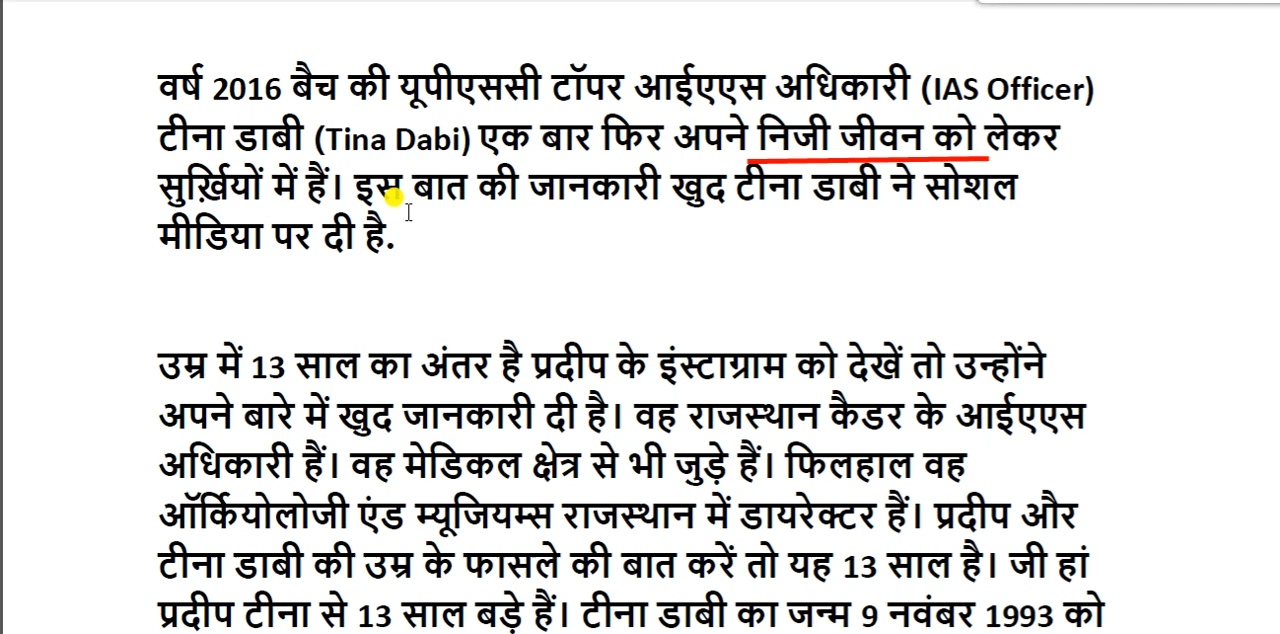 वर्ष 2016 बैच की यूपीएससी टॉपर आईएएस अधिकारी (IAS Officer)
टीना डाबी (Tina Dabi) एक बार फिर अपने निजी जीवन को लेकर
सुर्ख़ियों में हैं। इस बात की जानकारी खुद टीना डाबी ने सोशल
मीडिया पर दी है.
उम्र में 13 साल का अंतर है प्रदीप के इंस्टाग्राम को देखें तो उन्होंने
अपने बारे में खुद जानकारी दी है। वह राजस्थान कैडर के आईएएस
अधिकारी हैं। वह मेडिकल क्षेत्र से भी जुड़े हैं। फिलहाल वह
ऑर्कियोलोजी एंड म्यूजियम्स राजस्थान में डायरेक्टर हैं। प्रदीप और
टीना डाबी की उम्र के फासले की बात करें तो यह 13 साल है। जी हां
प्रदीप टीना से 13 साल बड़े हैं। टीना डाबी का जन्म 9 नवंबर 1993 को